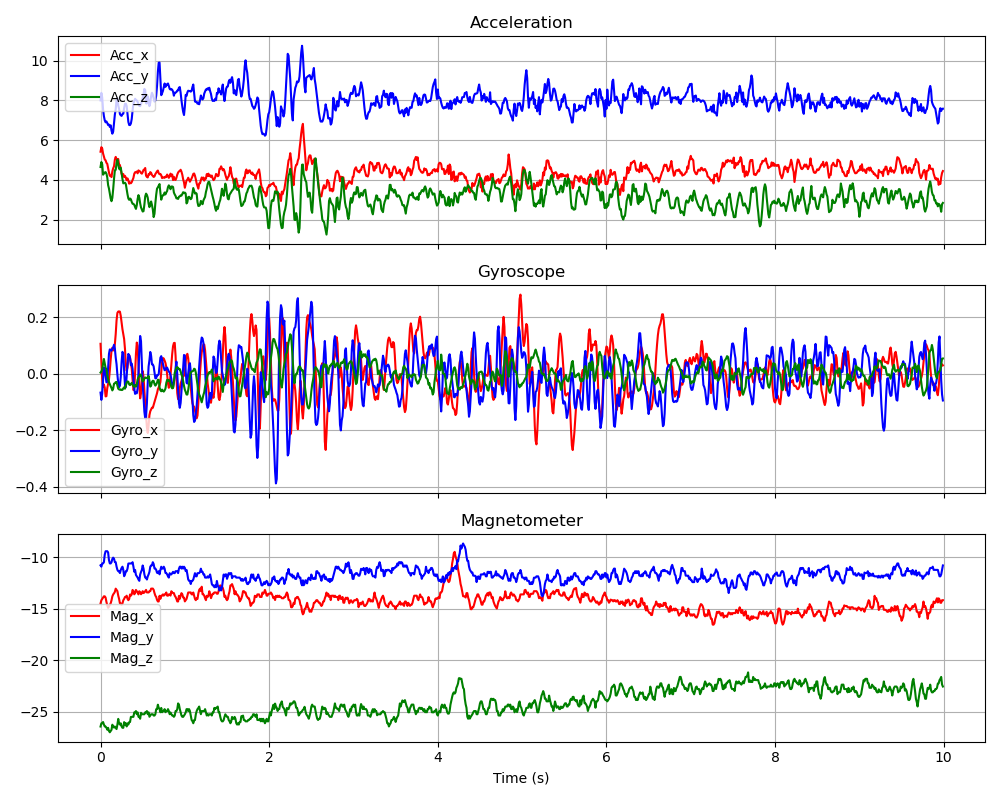 Acceleration
10
8
6
4
2
Acc_x
Acc_y
Acc_z
Gyroscope
0.2
0.0
−0.2
−0.4
Gyro_x
Gyro_y
Gyro_z
Magnetometer
−10
−15
−20
−25
Mag_x
Mag_y
Mag_z
0 2 4 6 8 10
Time (s)